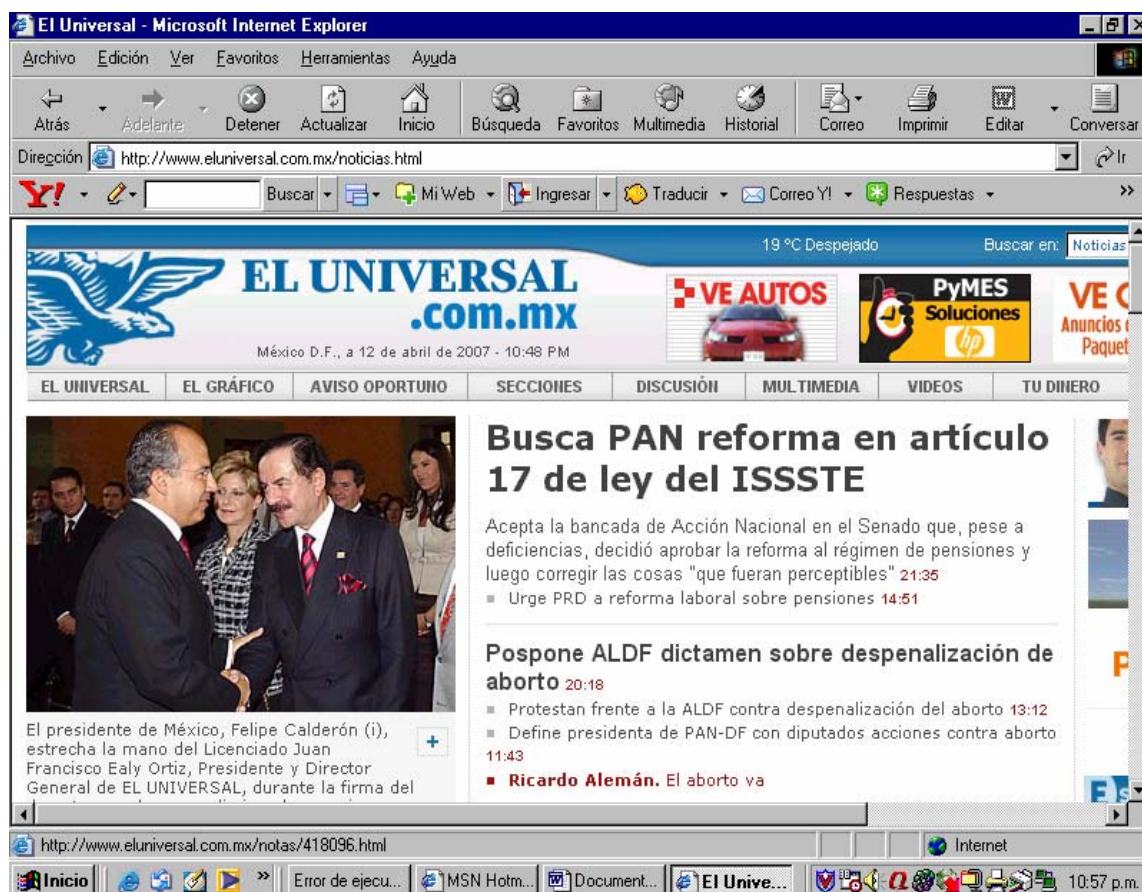 El Universal - Microsoft Internet Explorer
Archivo Edición Ver Favoritos Herramientas Ayuda
Atrás Adelante Detener Actualizar Inicio Búsqueda Favoritos Multimedia Historial Correo Imprimir Editar Conversar
Dirección http://www.eluniversal.com.mx/noticias.html Ir
Y! Buscar Mi Web Ingresar Traducir Correo Y! Respuestas »
19 ºC Despejado Buscar en: Noticias
EL UNIVERSAL
.com.mx
México D.F., a 12 de abril de 2007 - 10:48 PM
VE AUTOS
PyMES
Soluciones
hp
VE
Anuncios
Paquet
EL UNIVERSAL EL GRÁFICO AVISO OPORTUNO SECCIONES DISCUSIÓN MULTIMEDIA VIDEOS TU DINERO
Busca PAN reforma en artículo
17 de ley del ISSSTE
Acepta la bancada de Acción Nacional en el Senado que, pese a
deficiencias, decidió aprobar la reforma al régimen de pensiones y
luego corregir las cosas "que fueran perceptibles" 21:35
Urge PRD a reforma laboral sobre pensiones 14:51
Pospone ALDF dictamen sobre despenalización de
aborto 20:18
Protestan frente a la ALDF contra despenalización del aborto 13:12
Define presidenta de PAN-DF con diputados acciones contra aborto
11:43
Ricardo Alemán. El aborto va
El presidente de México, Felipe Calderón (i),
estrecha la mano del Licenciado Juan
Francisco Ealy Ortiz, Presidente y Director
General de EL UNIVERSAL, durante la firma del
http://www.eluniversal.com.mx/notas/418096.html Internet
Inicio » Error de ejecu... MSN Hotm... Document... El Unive... 10:57 p.m.